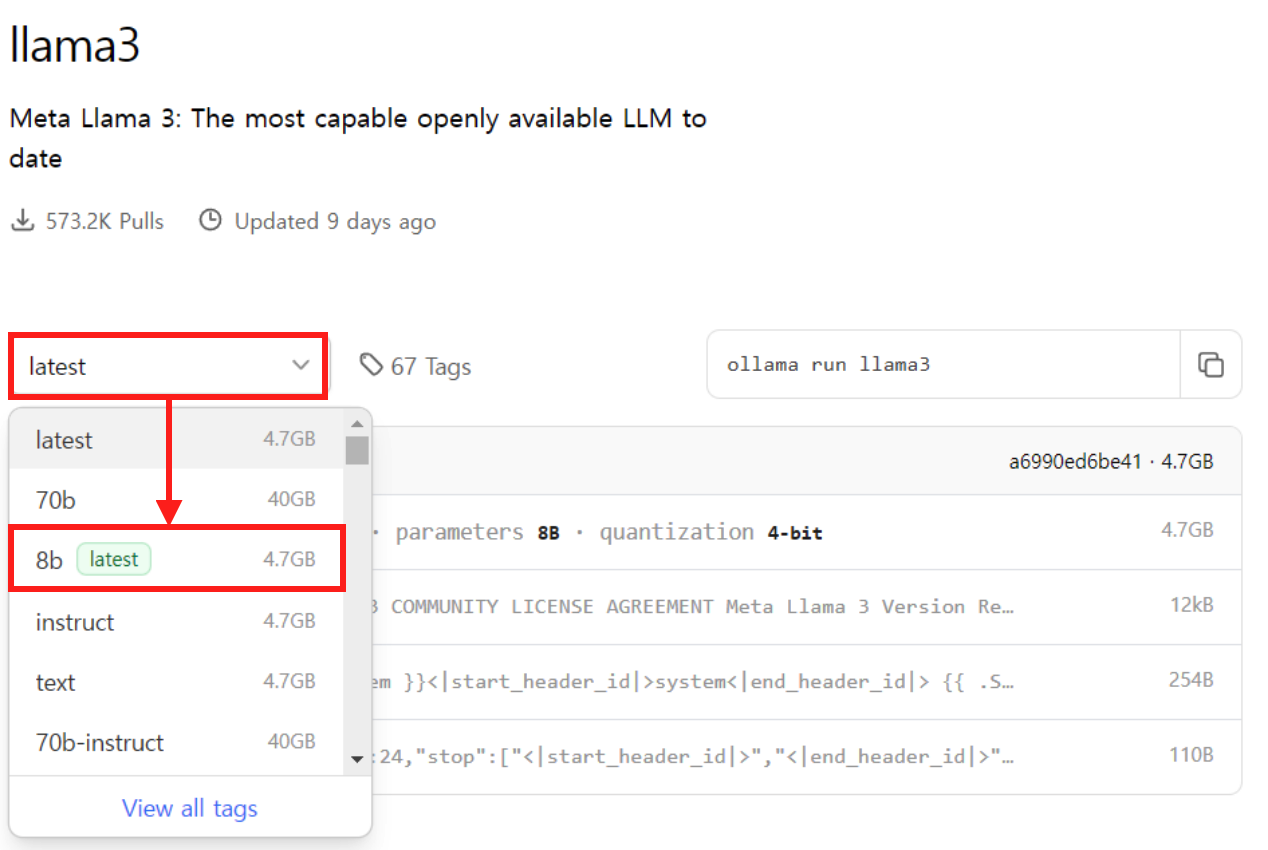 llama3
Meta Llama 3: The most capable openly available LLM to
date
573.2K Pulls Updated 9 days ago
latest 67 Tags ollama run llama3
latest 4.7GB
70b 40GB
8b latest 4.7GB
instruct 4.7GB
text 4.7GB
70b-instruct 40GB
View all tags
a6990ed6be41 · 4.7GB
· parameters 8B · quantization 4-bit 4.7GB
3 COMMUNITY LICENSE AGREEMENT Meta Llama 3 Version Re… 12kB
em }}<|start_header_id|>system<|end_header_id|> {{ .S… 254B
:24,"stop":["<|start_header_id|>","<|end_header_id|>"… 110B